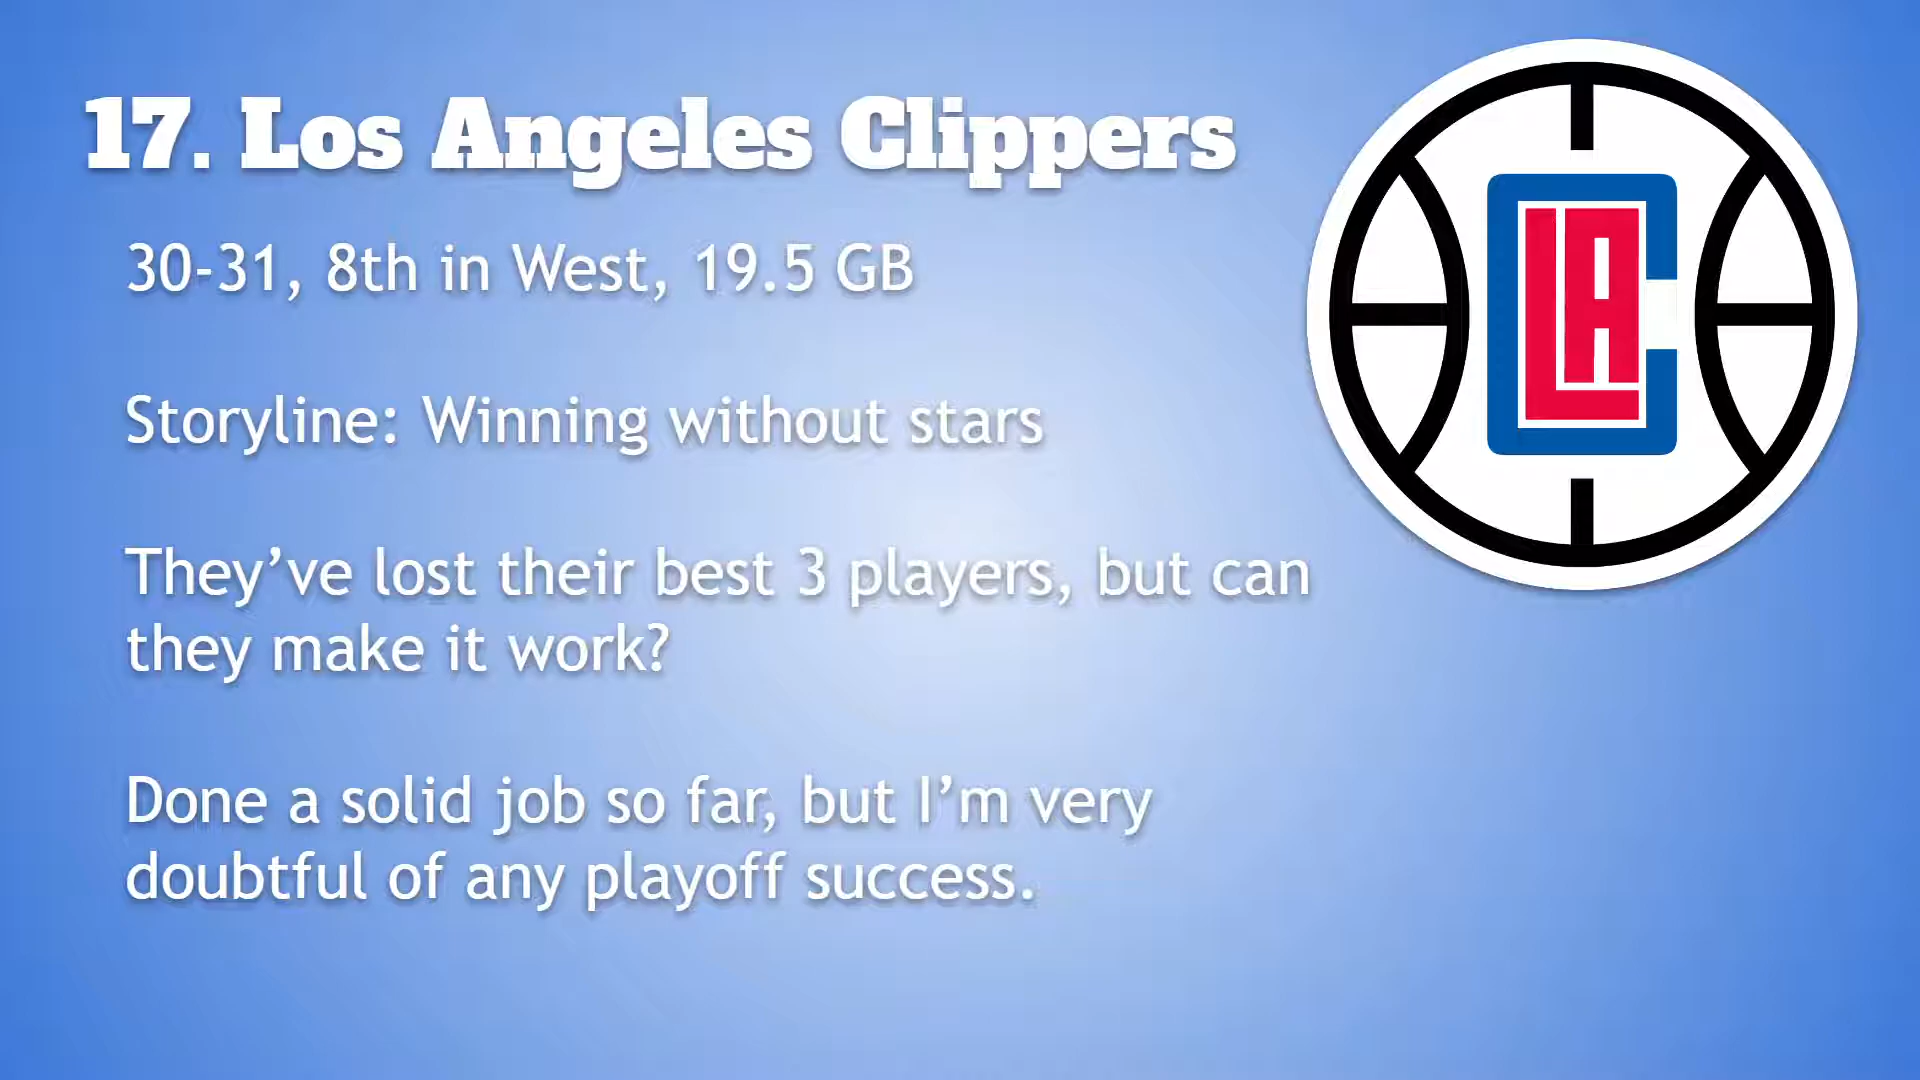 17. Los Angeles Clippers
30-31, 8th in West, 19.5 GB
Storyline: Winning without stars
They’ve lost their best 3 players, but can
they make it work?
Done a solid job so far, but I’m very
doubtful of any playoff success.
LA
C